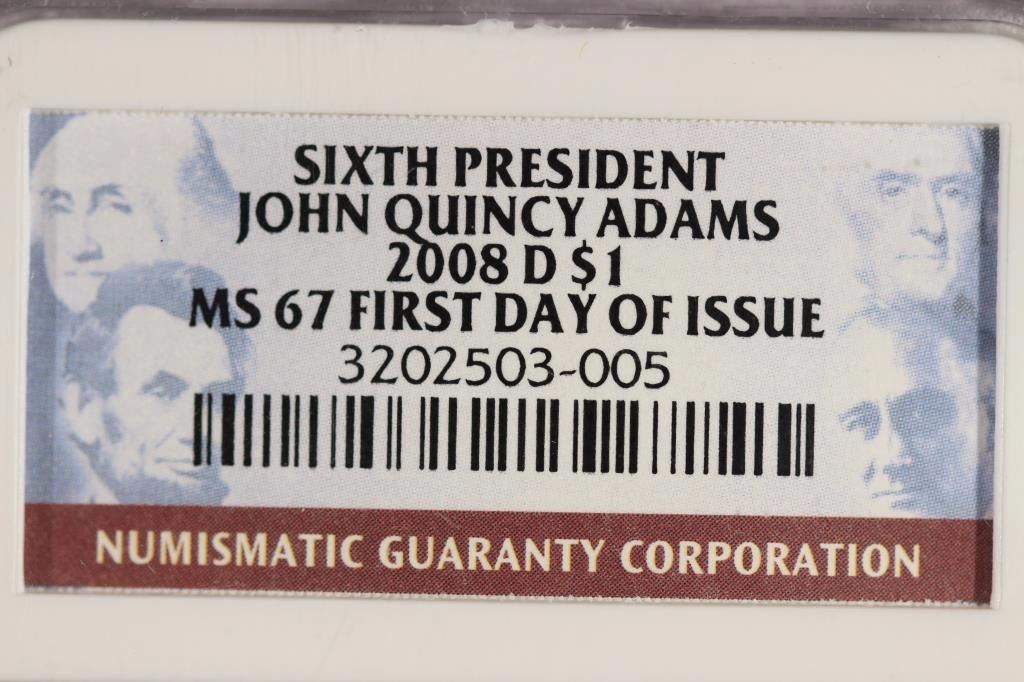 SIXTH PRESIDENT
JOHN QUINCY ADAMS
2008 D $1
MS 67 FIRST DAY OF ISSUE
3202503-005
NUMISMATIC GUARANTY CORPORATION